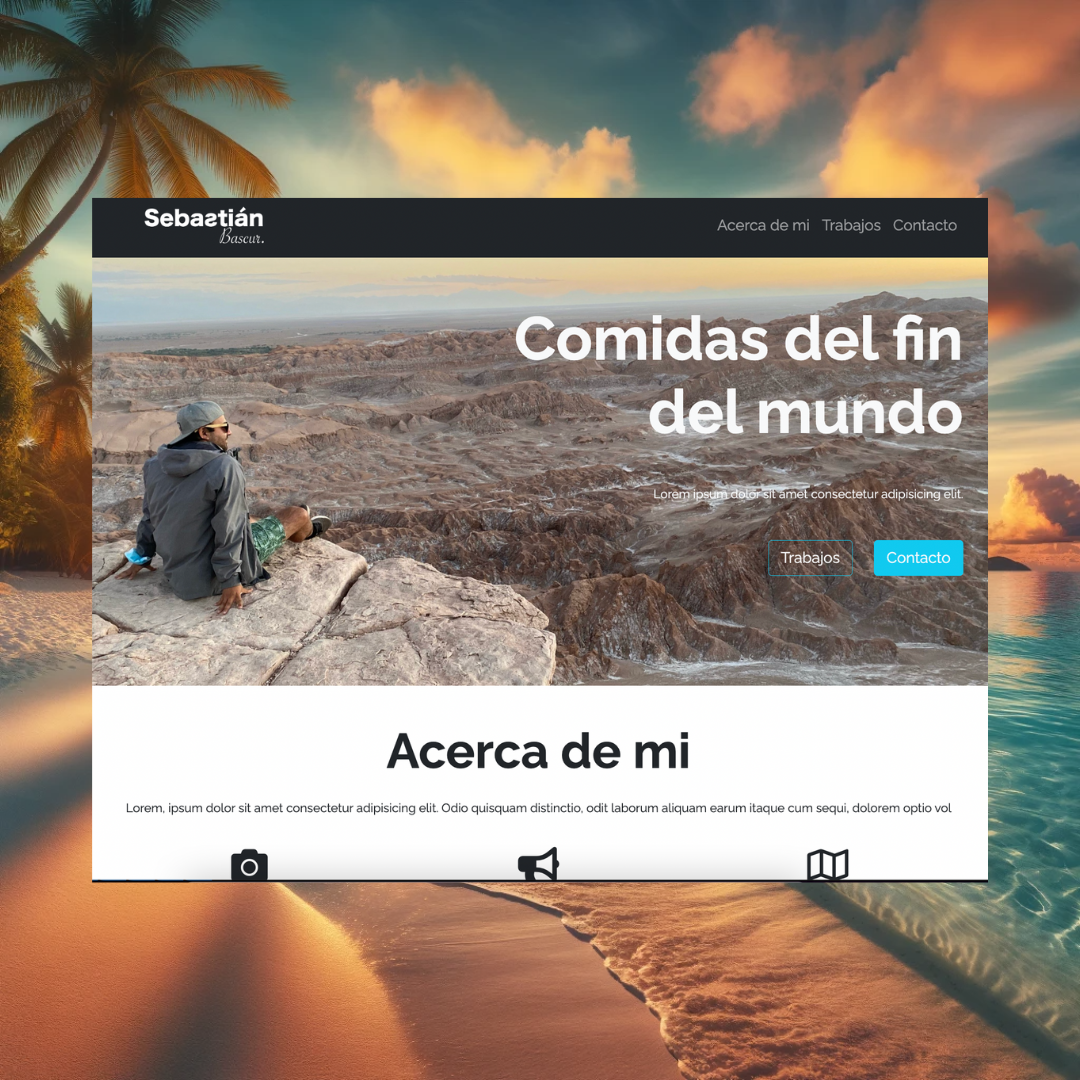 Sebastián
Bascur.
Acerca de mi Trabajos Contacto
Comidas del fin
del mundo
Lorem ipsum dolor sit amet consectetur adipisicing elit.
Trabajos Contacto
Acerca de mi
Lorem, ipsum dolor sit amet consectetur adipisicing elit. Odio quisquam distinctio, odit laborum aliquam earum itaque cum sequi, dolorem optio vol